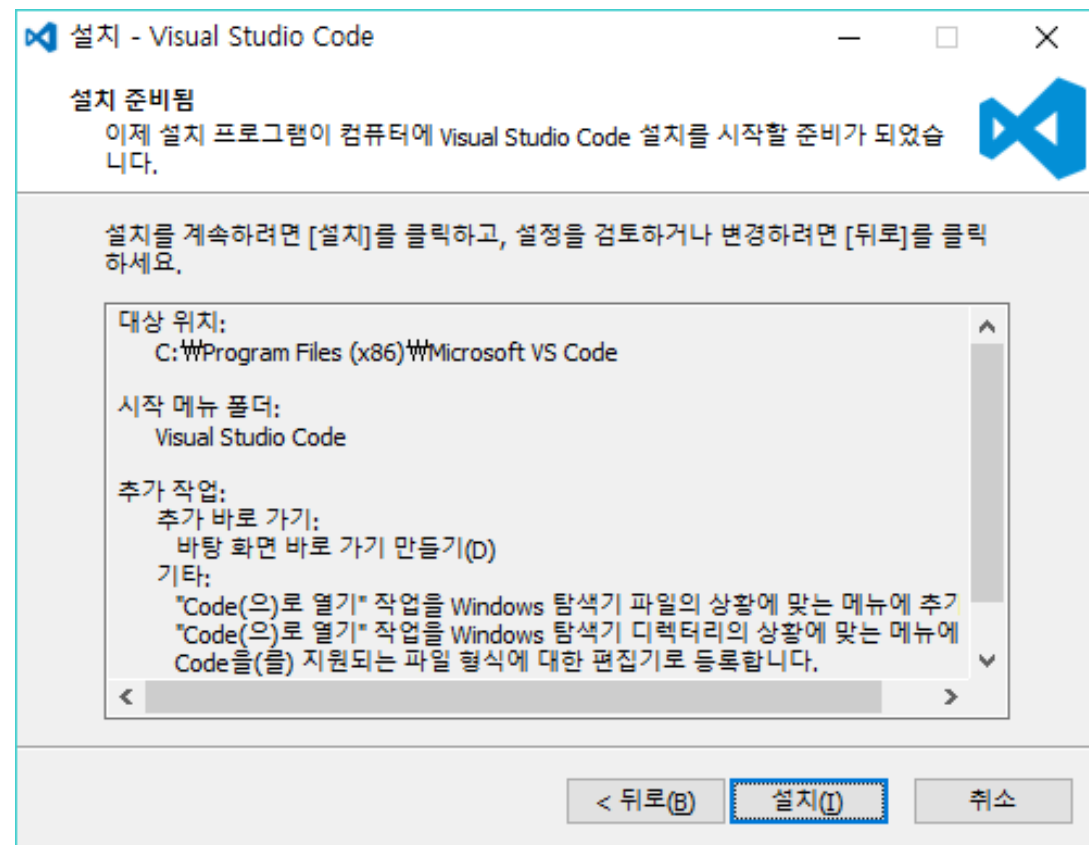 설치 - Visual Studio Code
설치 준비됨
이제 설치 프로그램이 컴퓨터에 Visual Studio Code 설치를 시작할 준비가 되었습
니다.
설치를 계속하려면 [설치]를 클릭하고, 설정을 검토하거나 변경하려면 [뒤로]를 클릭
하세요.
대상 위치:
C:₩Program Files (x86)₩Microsoft VS Code
시작 메뉴 폴더:
Visual Studio Code
추가 작업:
추가 바로 가기:
바탕 화면 바로 가기 만들기(D)
기타:
"Code(으)로 열기" 작업을 Windows 탐색기 파일의 상황에 맞는 메뉴에 추가
"Code(으)로 열기" 작업을 Windows 탐색기 디렉터리의 상황에 맞는 메뉴에
Code을(를) 지원되는 파일 형식에 대한 편집기로 등록합니다.
< 뒤로(B) 설치(I) 취소